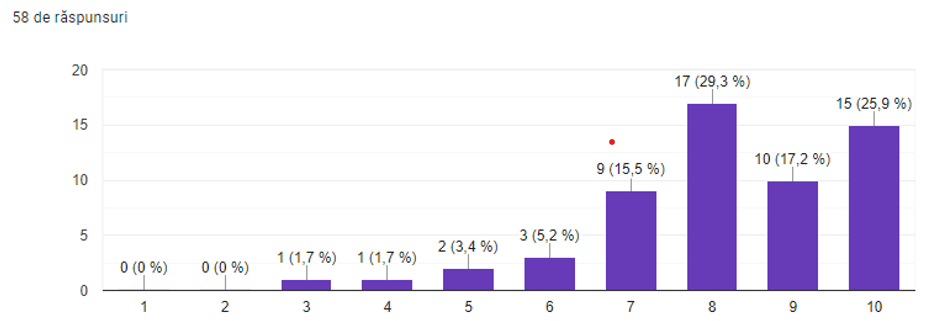 58 de răspunsuri
20
15
10
5
0
0 (0 %)
0 (0 %)
1 (1,7 %)
1 (1,7 %)
2 (3,4 %)
3 (5,2 %)
9 (15,5 %)
17 (29,3 %)
10 (17,2 %)
15 (25,9 %)
1 2 3 4 5 6 7 8 9 10